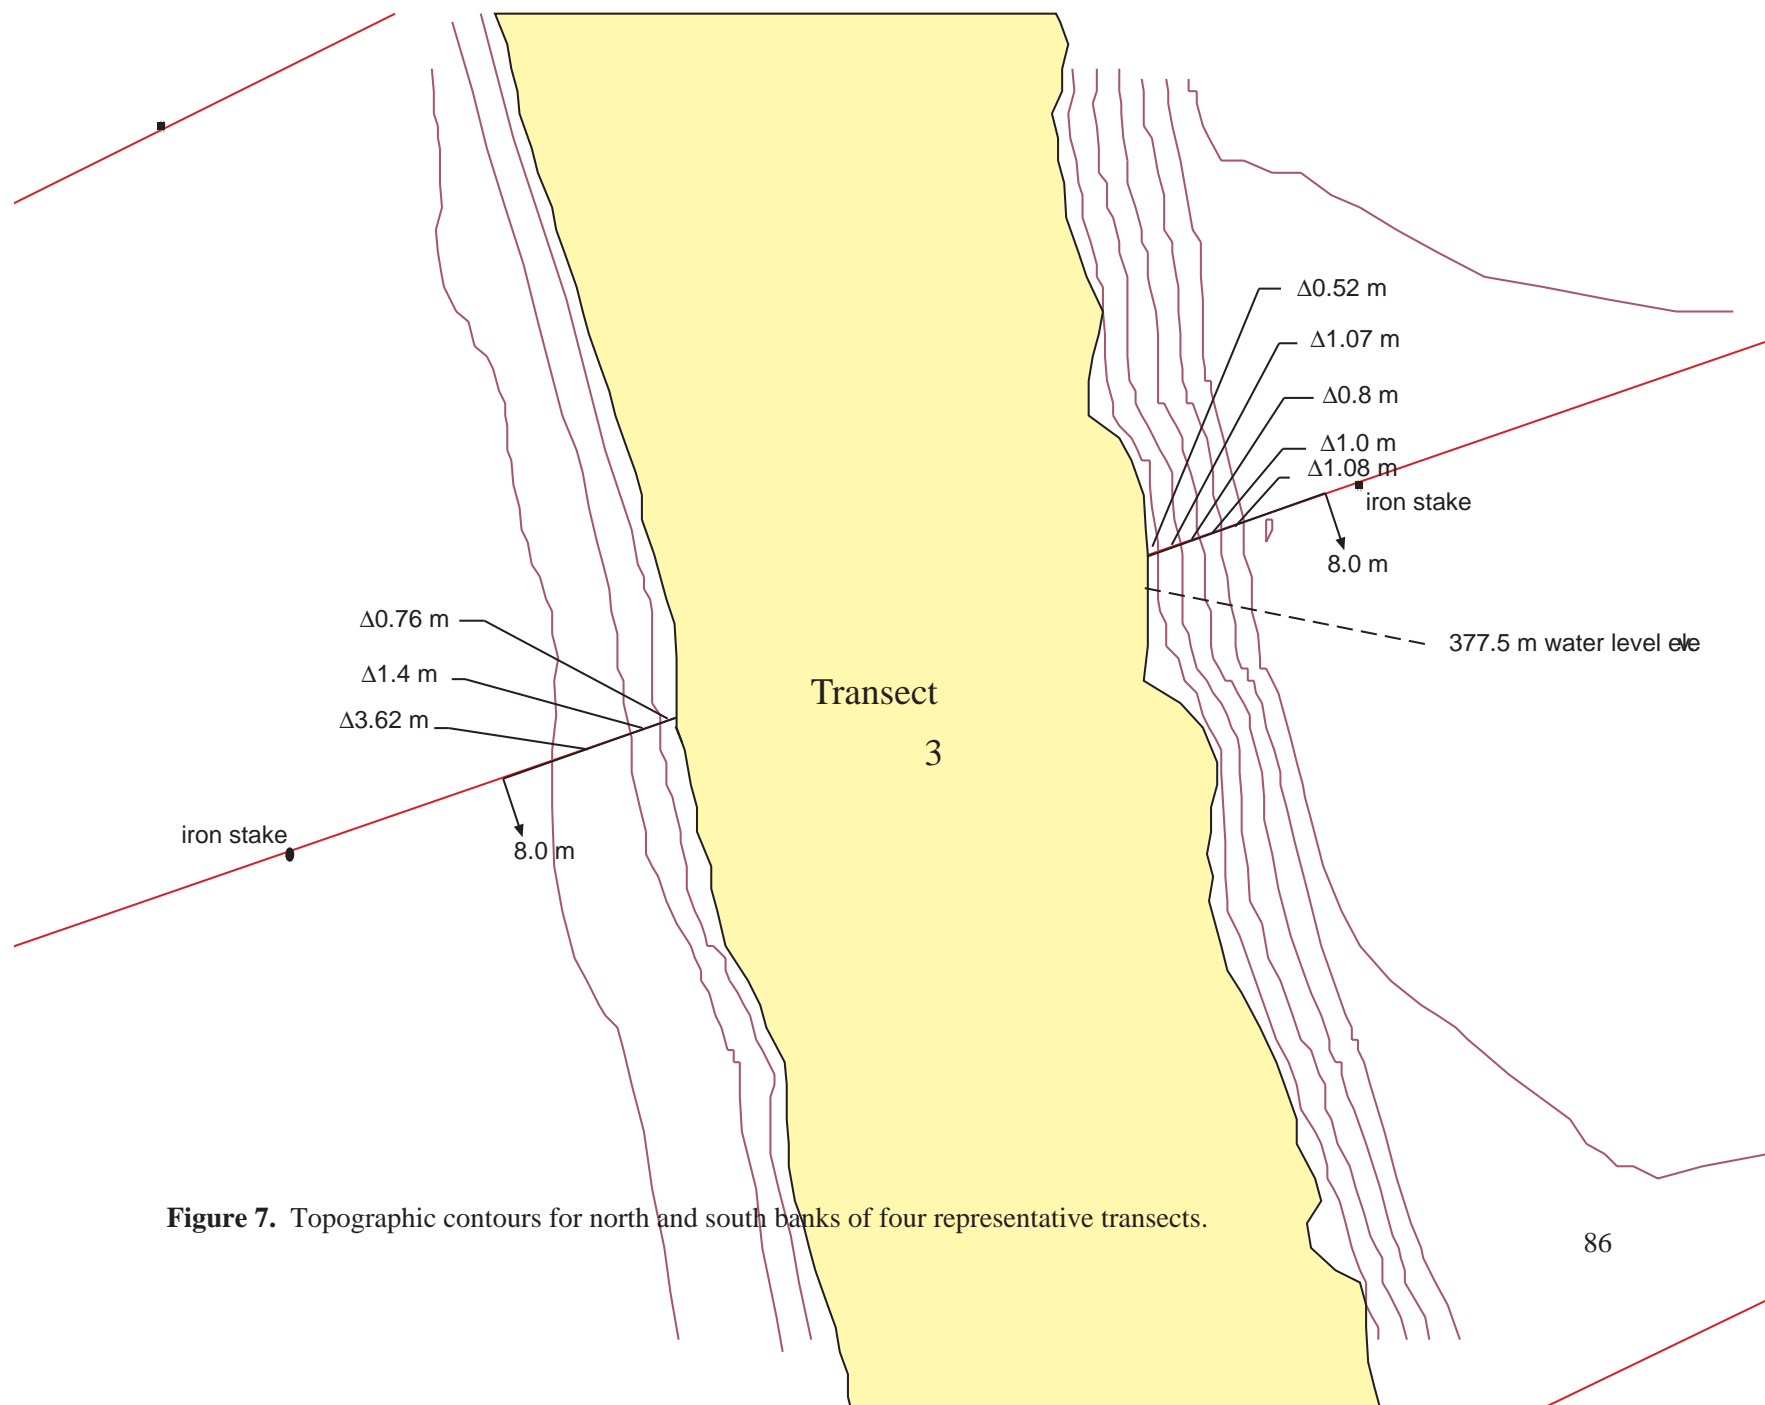 Δ0.52 m
Δ1.07 m
Δ0.8 m
Δ1.0 m
Δ1.08 m
iron stake
8.0 m
377.5 m water level elev
Δ0.76 m
Δ1.4 m
Δ3.62 m
Transect
3
iron stake
8.0 m
Figure 7. Topographic contours for north and south banks of four representative transects.
86